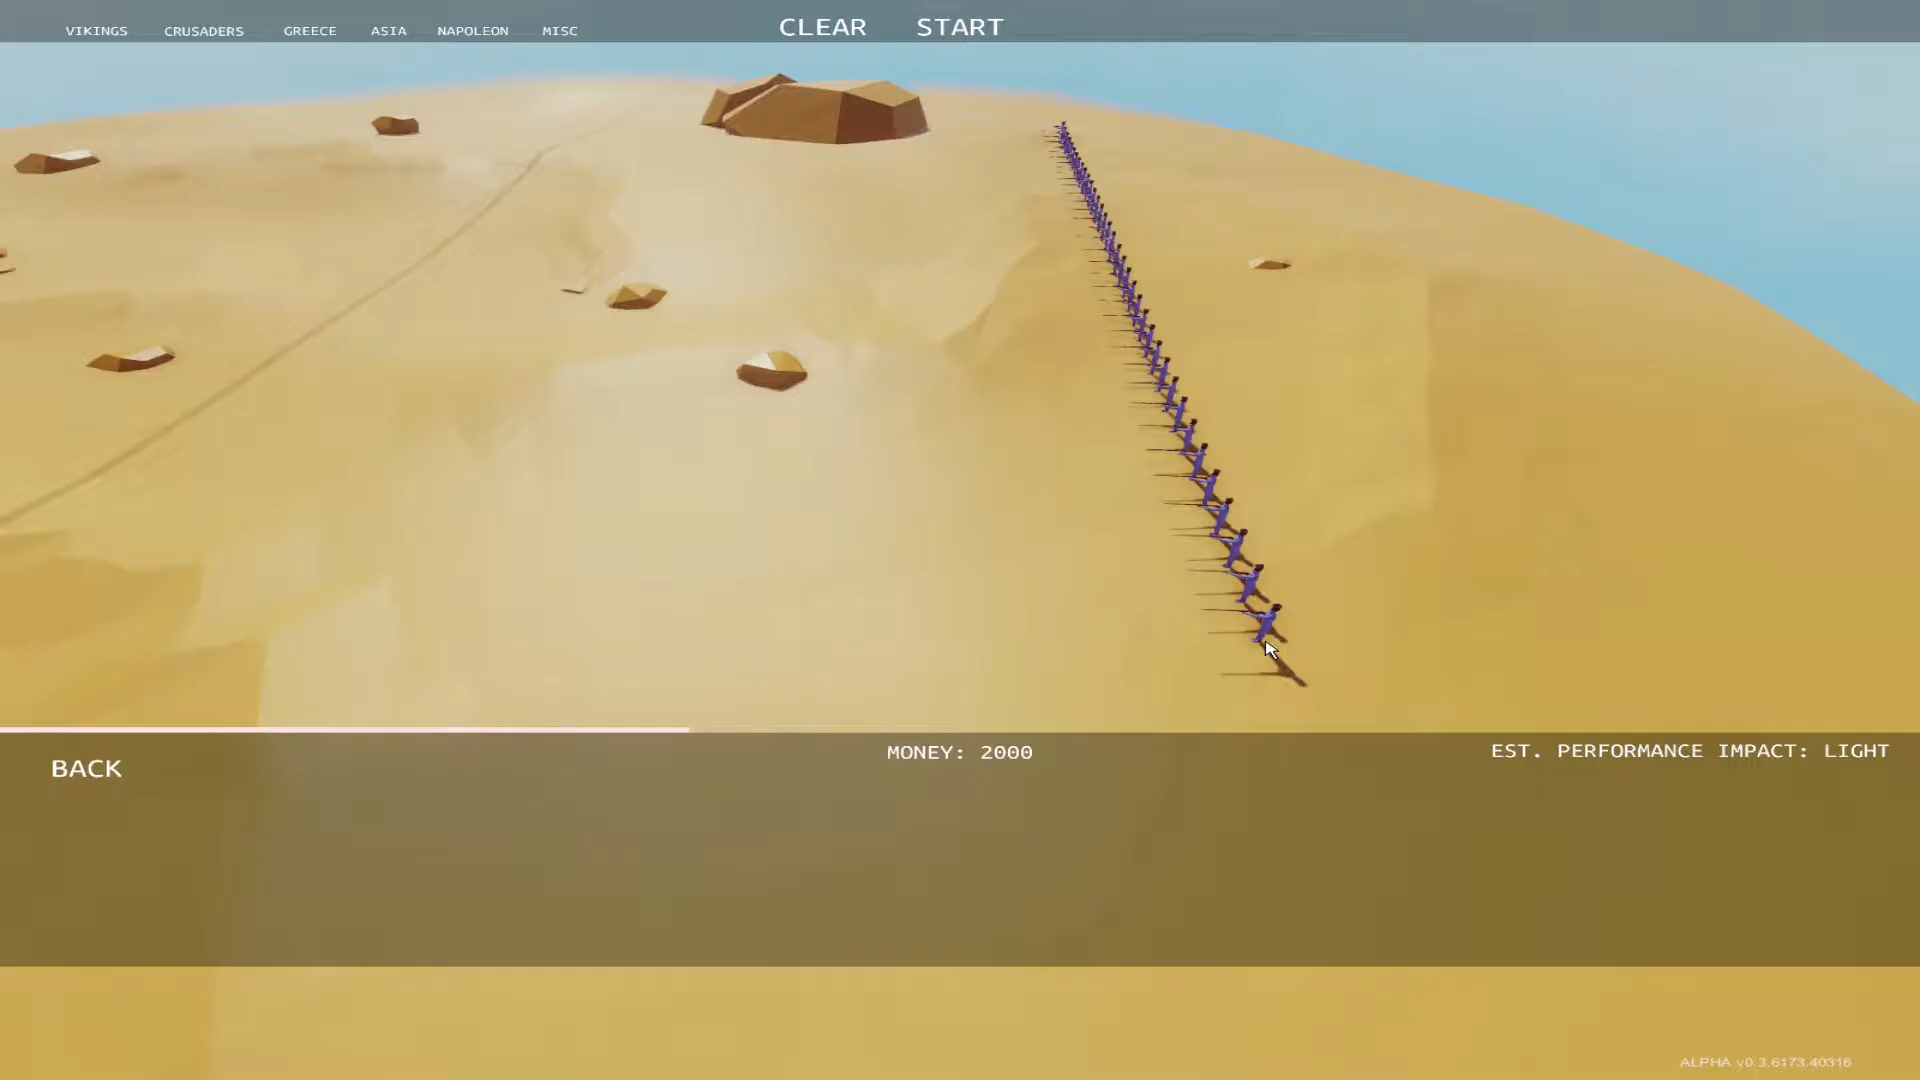 VIKINGS CRUSADERS GREECE ASIA NAPOLEON MISC CLEAR START
BACK
MONEY: 2000
EST. PERFORMANCE IMPACT: LIGHT
ALPHA v0.3.6173.40316